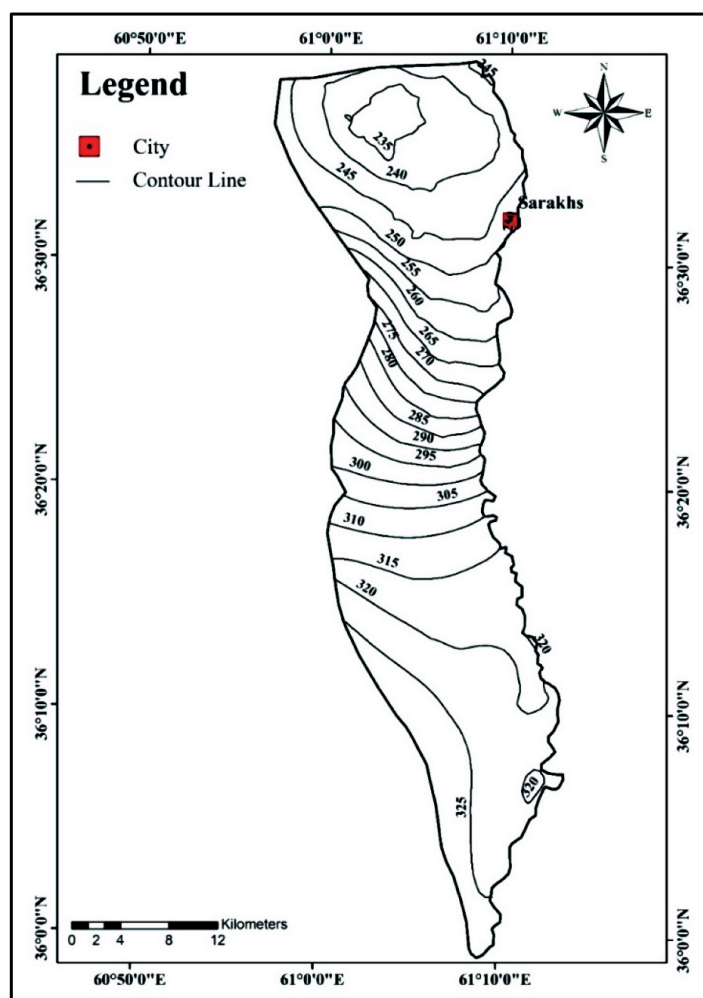 60°50'0"E 61°0'0"E 61°10'0"E
Legend
City
Contour Line
N
W E
S
345
235
240
245
Sarakhs
250
255
260
265
270
275
280
285
290
295
300
305
310
315
320
320
320
325
36°30'0"N 36°30'0"N
36°20'0"N 36°20'0"N
36°10'0"N 36°10'0"N
36°0'0"N 36°0'0"N
Kilometers
0 2 4 8 12
60°50'0"E 61°0'0"E 61°10'0"E